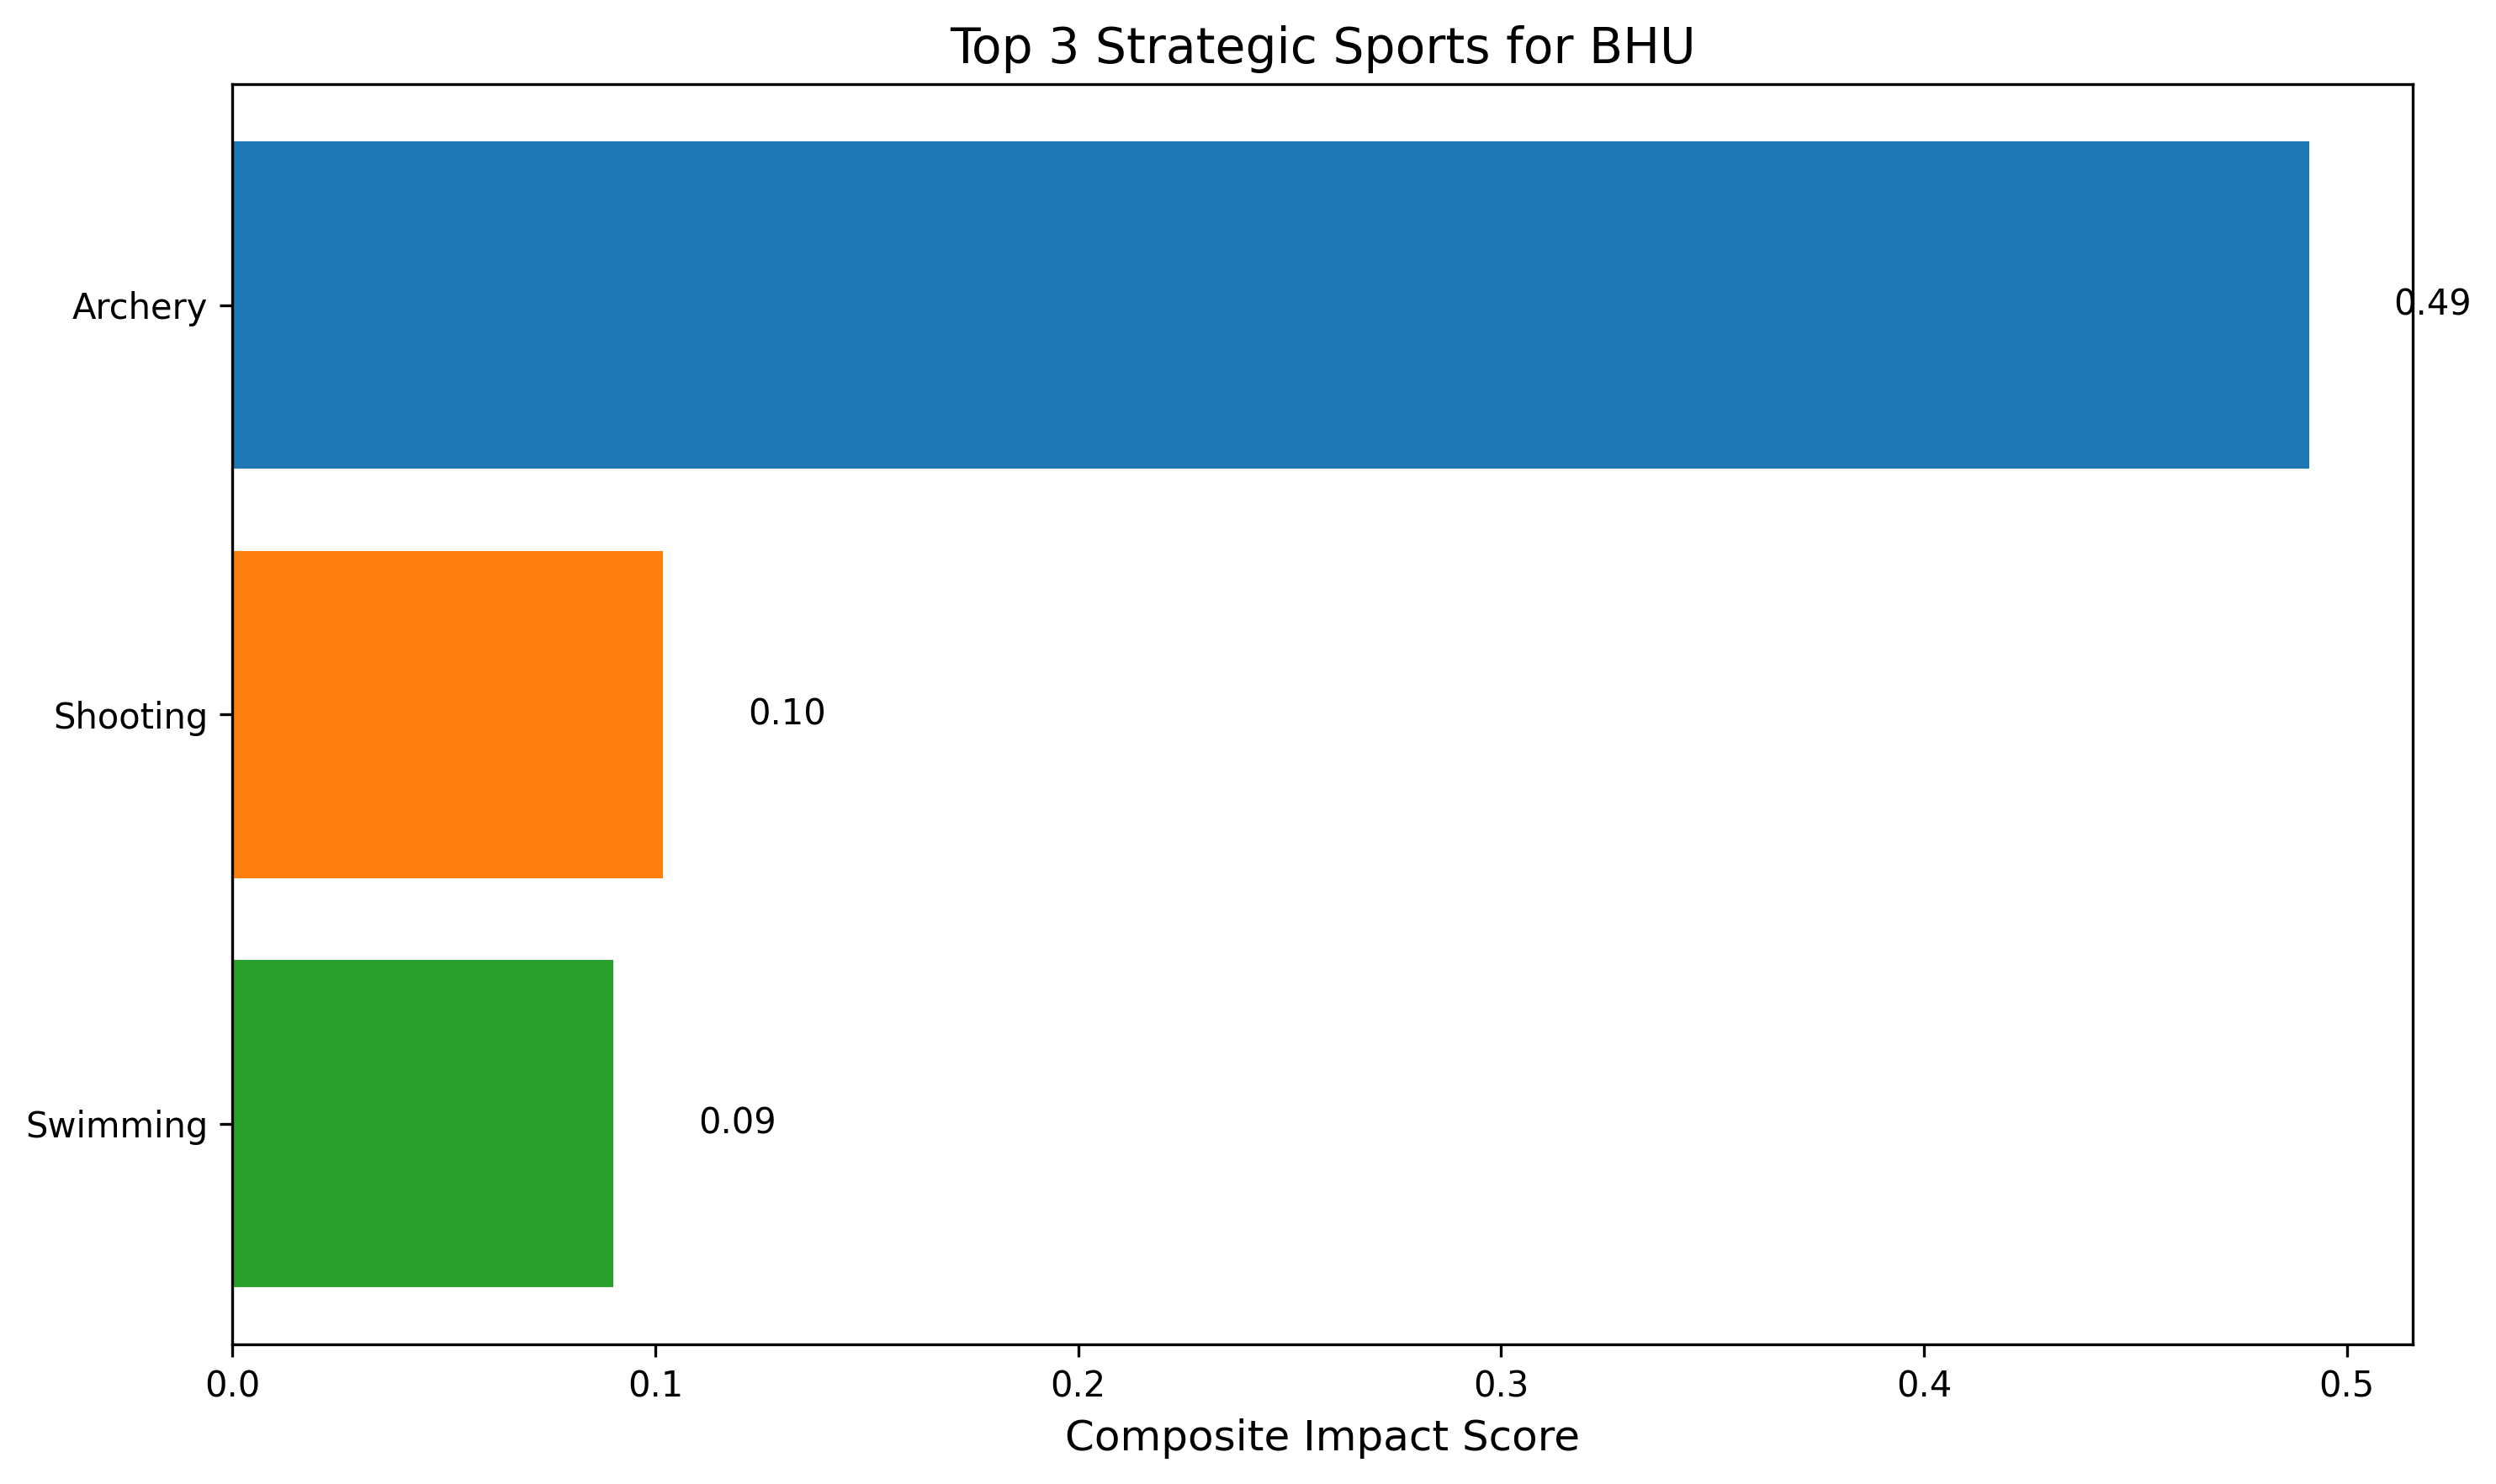 Top 3 Strategic Sports for BHU
Archery
0.49
Shooting
0.10
Swimming
0.09
0.0 0.1 0.2 0.3 0.4 0.5
Composite Impact Score